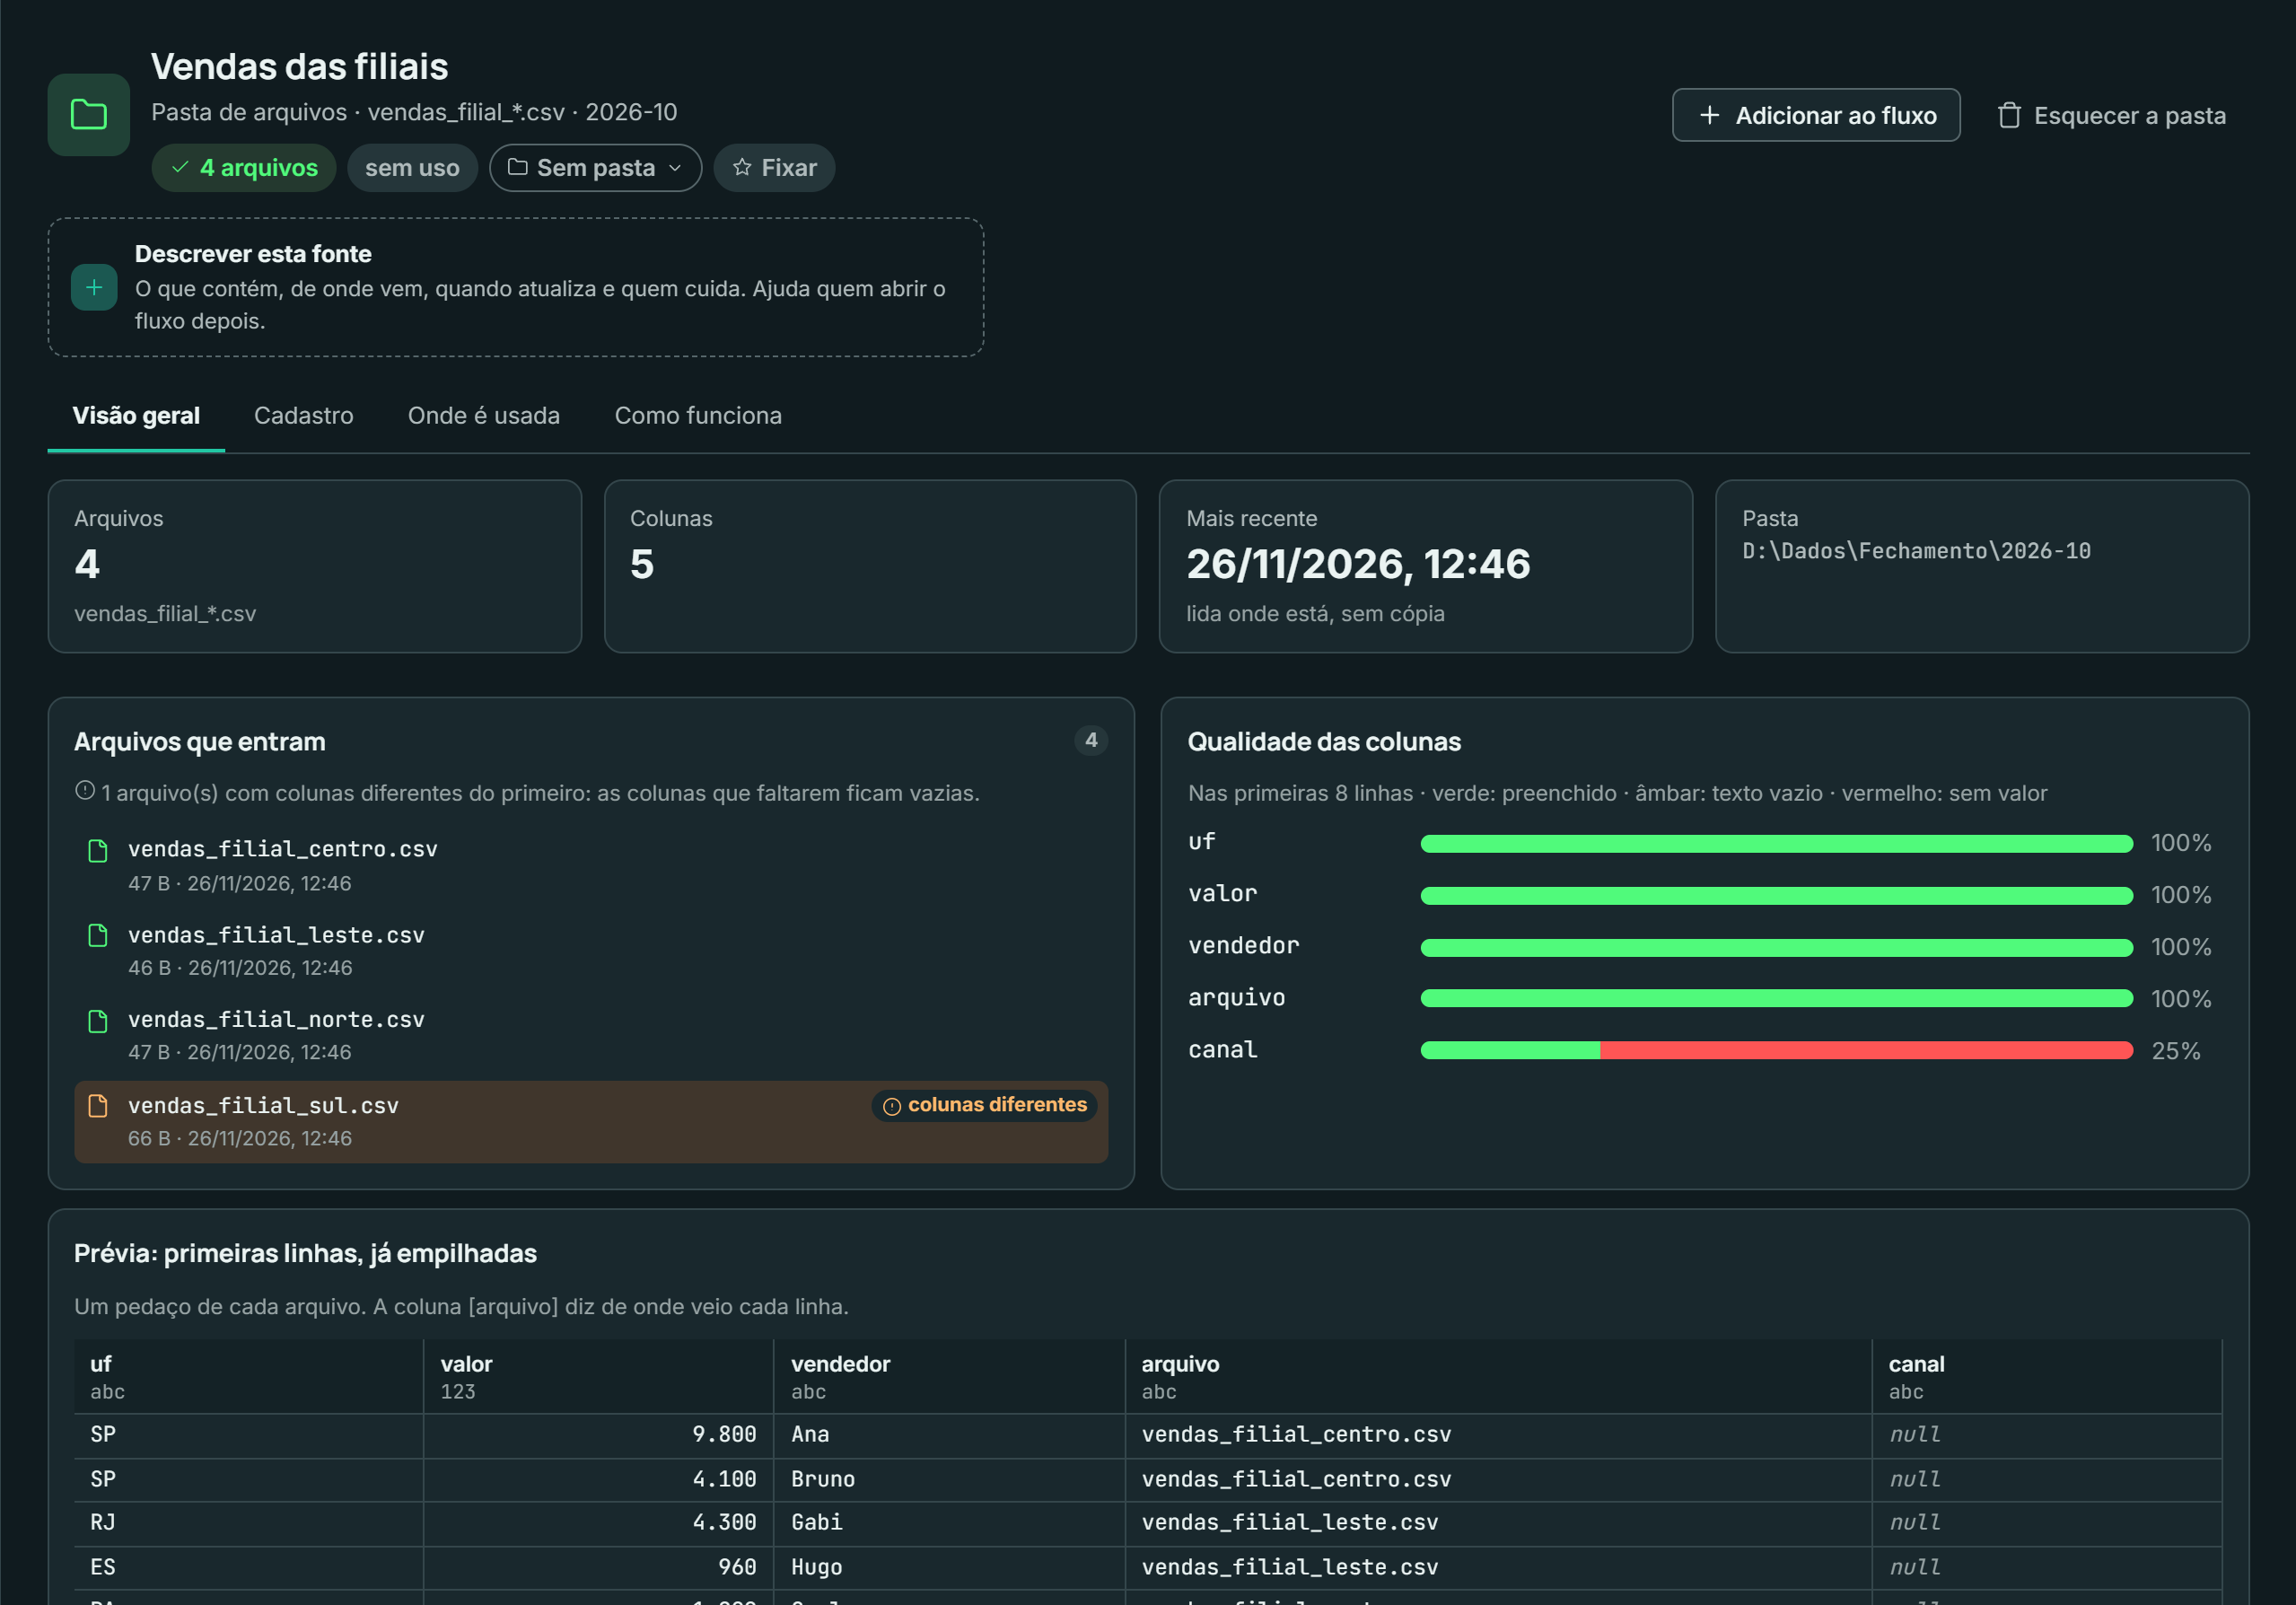 Vendas das filiais
Pasta de arquivos · vendas_filial_*.csv · 2026-10
4 arquivos
sem uso
Sem pasta
Fixar
Adicionar ao fluxo
Esquecer a pasta
Descrever esta fonte
O que contém, de onde vem, quando atualiza e quem cuida. Ajuda quem abrir o
fluxo depois.
Visão geral
Cadastro
Onde é usada
Como funciona
Arquivos
4
vendas_filial_*.csv
Colunas
5
Mais recente
26/11/2026, 12:46
lida onde está, sem cópia
Pasta
D:\Dados\Fechamento\2026-10
Arquivos que entram
4
1 arquivo(s) com colunas diferentes do primeiro: as colunas que faltarem ficam vazias.
vendas_filial_centro.csv
47 B · 26/11/2026, 12:46
vendas_filial_leste.csv
46 B · 26/11/2026, 12:46
vendas_filial_norte.csv
47 B · 26/11/2026, 12:46
vendas_filial_sul.csv
colunas diferentes
66 B · 26/11/2026, 12:46
Qualidade das colunas
Nas primeiras 8 linhas · verde: preenchido · âmbar: texto vazio · vermelho: sem valor
uf 100%
valor 100%
vendedor 100%
arquivo 100%
canal 25%
Prévia: primeiras linhas, já empilhadas
Um pedaço de cada arquivo. A coluna [arquivo] diz de onde veio cada linha.
uf valor vendedor arquivo canal
abc 123 abc abc abc
SP 9.800 Ana vendas_filial_centro.csv null
SP 4.100 Bruno vendas_filial_centro.csv null
RJ 4.300 Gabi vendas_filial_leste.csv null
ES 960 Hugo vendas_filial_leste.csv null